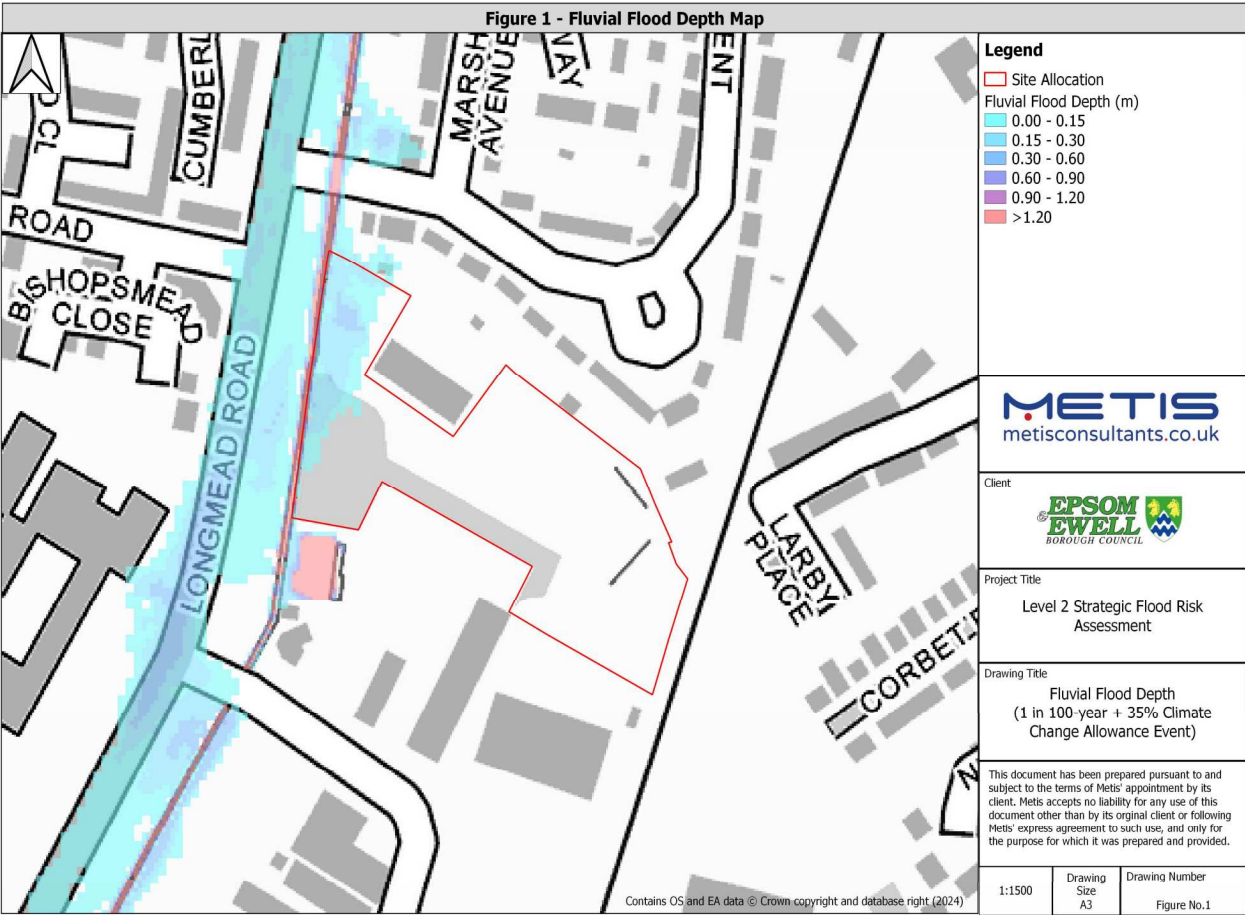 Figure 1 - Fluvial Flood Depth Map
CUMBERL
D CL
MARSH
AVENUE
WAY
ENT
ROAD
BISHOPSMEAD
CLOSE
LONGMEAD ROAD
LARBY
PLACE
CORBET
N
Contains OS and EA data © Crown copyright and database right (2024)
Legend
Site Allocation
Fluvial Flood Depth (m)
0.00 - 0.15
0.15 - 0.30
0.30 - 0.60
0.60 - 0.90
0.90 - 1.20
>1.20
METIS
metisconsultants.co.uk
Client
EPSOM
& EWELL
BOROUGH COUNCIL
Project Title
Level 2 Strategic Flood Risk
Assessment
Drawing Title
Fluvial Flood Depth
(1 in 100-year + 35% Climate
Change Allowance Event)
This document has been prepared pursuant to and
subject to the terms of Metis' appointment by its
client. Metis accepts no liability for any use of this
document other than by its orginal client or following
Metis' express agreement to such use, and only for
the purpose for which it was prepared and provided.
1:1500
Drawing
Size
A3
Drawing Number
Figure No.1